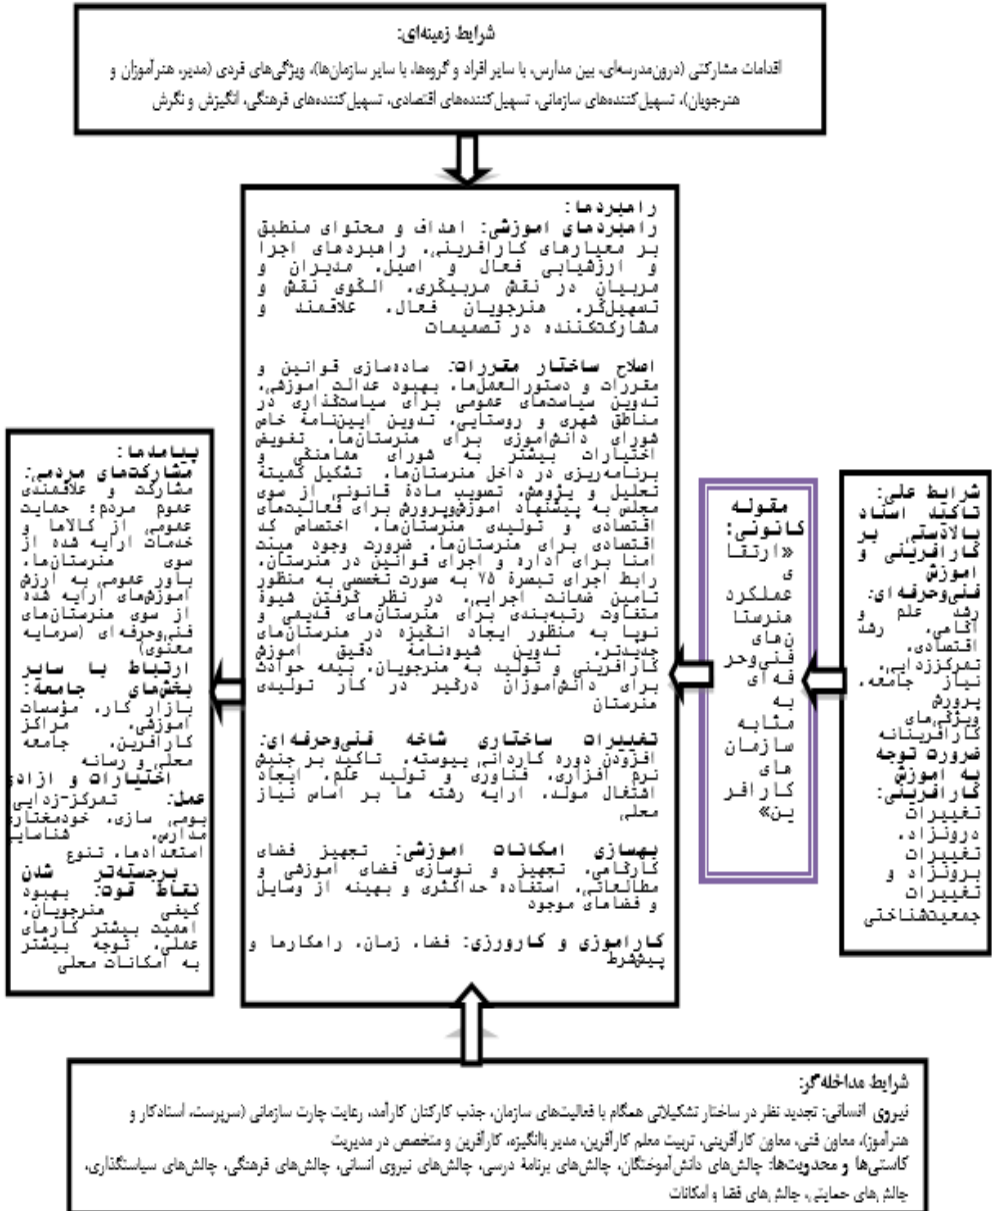 شرایط زمینه‌ای:
اقدامات مشارکتی (درون‌مدرسه‌ای، بین مدارس، با سایر افراد و گروه‌ها، با سایر سازمان‌ها)، ویژگی‌های فردی (مدیر، هنرآموزان و
هنرجویان)، تسهیل‌کننده‌های سازمانی، تسهیل‌کننده‌های اقتصادی، تسهیل‌کننده‌های فرهنگی، انگیزش و نگرش
شرایط علی:
تاکید اسناد
بالادستی بر
کارآفرینی و
آموزش
فنی‌وحرفه‌ای:
رشد علم و
آگاهی، رشد
اقتصادی،
تمرکززدایی،
نیاز جامعه،
پرورش
ویژگی‌های
کارآفرینانه
ضرورت توجه
به آموزش
کارآفرینی:
تغییرات
درونزاد،
تغییرات
برونزاد و
تغییرات
جمعیت‌شناختی
مقوله
کانونی:
«ارتقا
ی
عملکرد
هنرستا
ن‌های
فنی‌وحر
فه‌ای
به
مثابه
سازمان
های
کارآفر
ین»
راهبردها:
راهبردهای آموزشی: اهداف و محتوای منطبق
بر معیارهای کارآفرینی، راهبردهای اجرا
و ارزشیابی فعال و اصیل، مدیران و
مربیان در نقش مربیگری، الگوی نقش و
تسهیل‌گر، هنرجویان فعال، علاقمند و
مشارکت‌کننده در تصمیمات
اصلاح ساختار مقررات: ساده‌سازی قوانین و
مقررات و دستورالعمل‌ها، بهبود عدالت آموزشی،
تدوین سیاست‌های عمومی برای سیاست‌گذاری در
مناطق شهری و روستایی، تدوین آیین‌نامۀ خاص
شورای دانش‌آموزی برای هنرستان‌ها، تفویض
اختیارات بیشتر به شورای هماهنگی و
برنامه‌ریزی در داخل هنرستان‌ها، تشکیل کمیتۀ
تحلیل و پژوهش، تصویب مادۀ قانونی از سوی
مجلس به پیشنهاد آموزش‌وپرورش برای فعالیت‌های
اقتصادی و تولیدی هنرستان‌ها، اختصاص کد
اقتصادی برای هنرستان‌ها، ضرورت وجود هیئت
امنا برای اداره و اجرای قوانین در هنرستان،
رابط اجرای تبصرۀ ۷۵ به صورت تخصصی به منظور
تامین ضمانت اجرایی، در نظر گرفتن شیوۀ
متفاوت رتبه‌بندی برای هنرستان‌های قدیمی و
نوپا به منظور ایجاد انگیزه در هنرستان‌های
جدیدتر، تدوین شیوه‌نامۀ دقیق آموزش
کارآفرینی و تولید به هنرجویان، بیمه حوادث
برای دانش‌آموزان درگیر در کار تولیدی
هنرستان
تغییرات ساختاری شاخه فنی‌وحرفه‌ای:
افزودن دوره کاردانی پیوسته، تاکید بر جنبش
نرم افزاری، فناوری و تولید علم، ایجاد
اشتغال مولد، ارایه رشته ها بر اساس نیاز
محلی
بهسازی امکانات آموزشی: تجهیز فضای
کارگاهی، تجهیز و نوسازی فضای آموزشی و
مطالعاتی، استفاده حداکثری و بهینه از وسایل
و فضاهای موجود
کارآموزی و کارورزی: فضا، زمان، راهکارها و
پیش‌شرط
پیامدها:
مشارکت‌های مردمی:
مشارکت و علاقمندی
عموم مردم؛ حمایت
عمومی از کالاها و
خدمات ارایه شده از
سوی هنرستان‌ها،
باور عمومی به ارزش
آموزش‌های ارایه شده
از سوی هنرستان‌های
فنی‌وحرفه‌ای (سرمایه
معنوی)
ارتباط با سایر
بخش‌های جامعه:
بازار کار، مؤسسات
آموزشی، مراکز
کارآفرین، جامعه
محلی و رسانه
اختیارات و آزادی
عمل: تمرکز-زدایی،
بومی سازی، خودمختاری
مدارس، شناسایی
استعدادها، تنوع
برجسته‌تر شدن
نقاط قوت: بهبود
کیفی هنرجویان،
اهمیت بیشتر کارهای
عملی، توجه بیشتر
به امکانات محلی
شرایط مداخله‌گر:
نیروی انسانی: تجدید نظر در ساختار تشکیلاتی همگام با فعالیت‌های سازمان، جذب کارکنان کارآمد، رعایت چارت سازمانی (سرپرست، استادکار و
هنرآموز)، معاون فنی، معاون کارآفرینی، تربیت معلم کارآفرین، مدیر باانگیزه، کارآفرین و متخصص در مدیریت
کاستی‌ها و محدویت‌ها: چالش‌های دانش‌آموختگان، چالش‌های برنامۀ درسی، چالش‌های نیروی انسانی، چالش‌های فرهنگی، چالش‌های سیاستگذاری،
چالش‌های حمایتی، چالش‌های فضا و امکانات